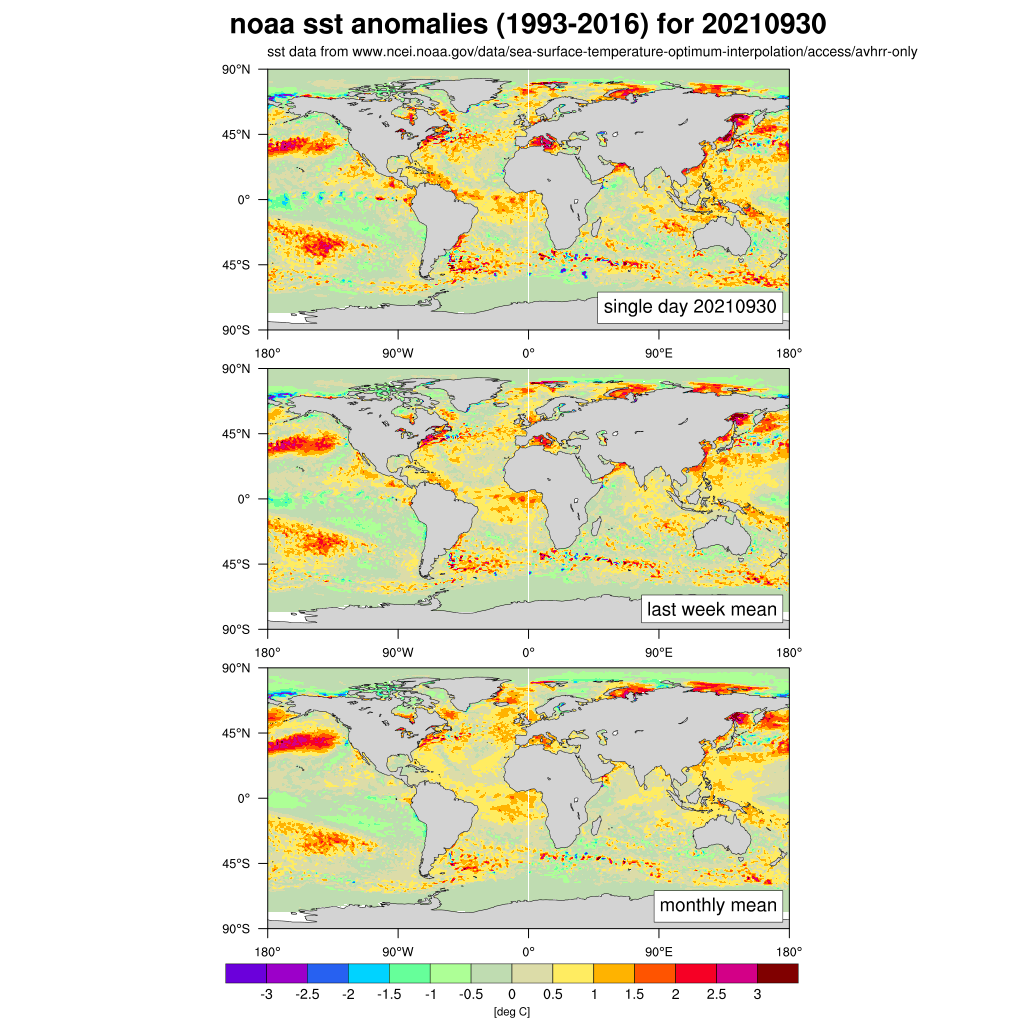 noaa sst anomalies (1993-2016) for 20210930
sst data from www.ncei.noaa.gov/data/sea-surface-temperature-optimum-interpolation/access/avhrr-only
90°N
45°N
0°
45°S
90°S
single day 20210930
180° 90°W 0° 90°E 180°
90°N
45°N
0°
45°S
90°S
last week mean
180° 90°W 0° 90°E 180°
90°N
45°N
0°
45°S
90°S
monthly mean
180° 90°W 0° 90°E 180°
-3 -2.5 -2 -1.5 -1 -0.5 0 0.5 1 1.5 2 2.5 3
[deg C]